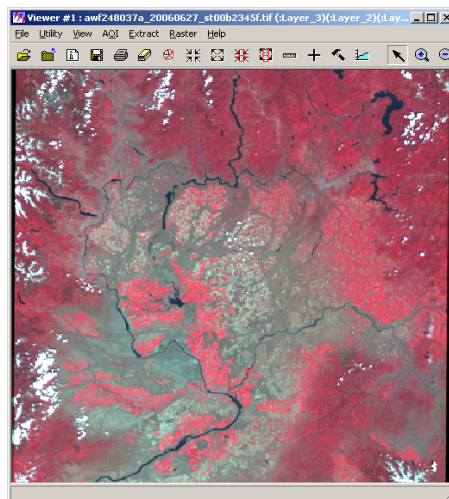 Viewer #1 : awf248037a_20060627_st00b2345f.tif (:Layer_3)(:Layer_2)(:Lay...
File Utility View AOI Extract Raster Help